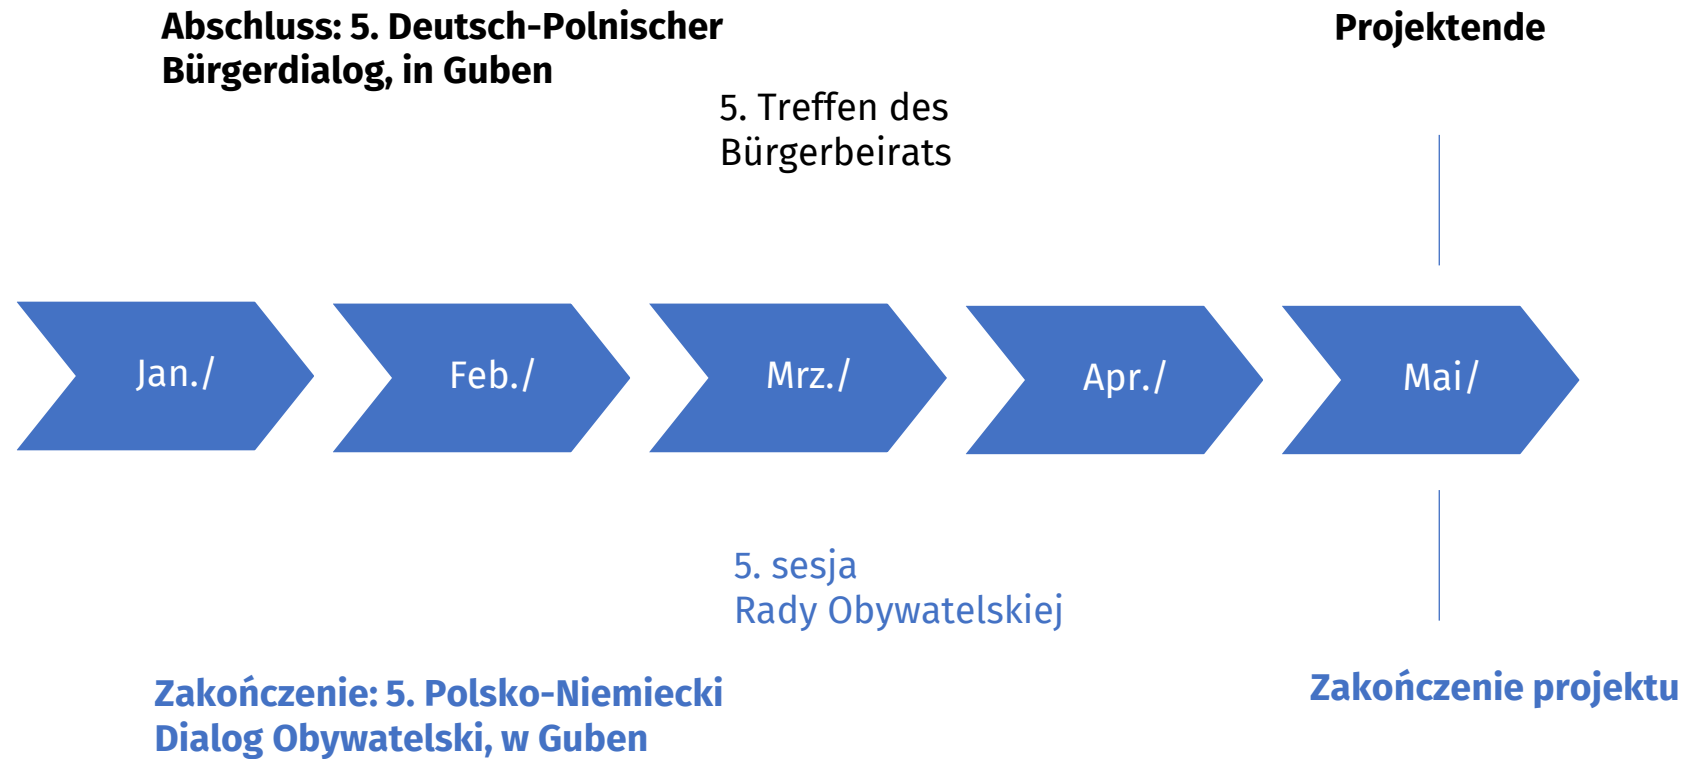 Abschluss: 5. Deutsch-Polnischer
Bürgerdialog, in Guben
Projektende
5. Treffen des
Bürgerbeirats
Jan./
Feb./
Mrz./
Apr./
Mai/
5. sesja
Rady Obywatelskiej
Zakończenie: 5. Polsko-Niemiecki
Dialog Obywatelski, w Guben
Zakończenie projektu